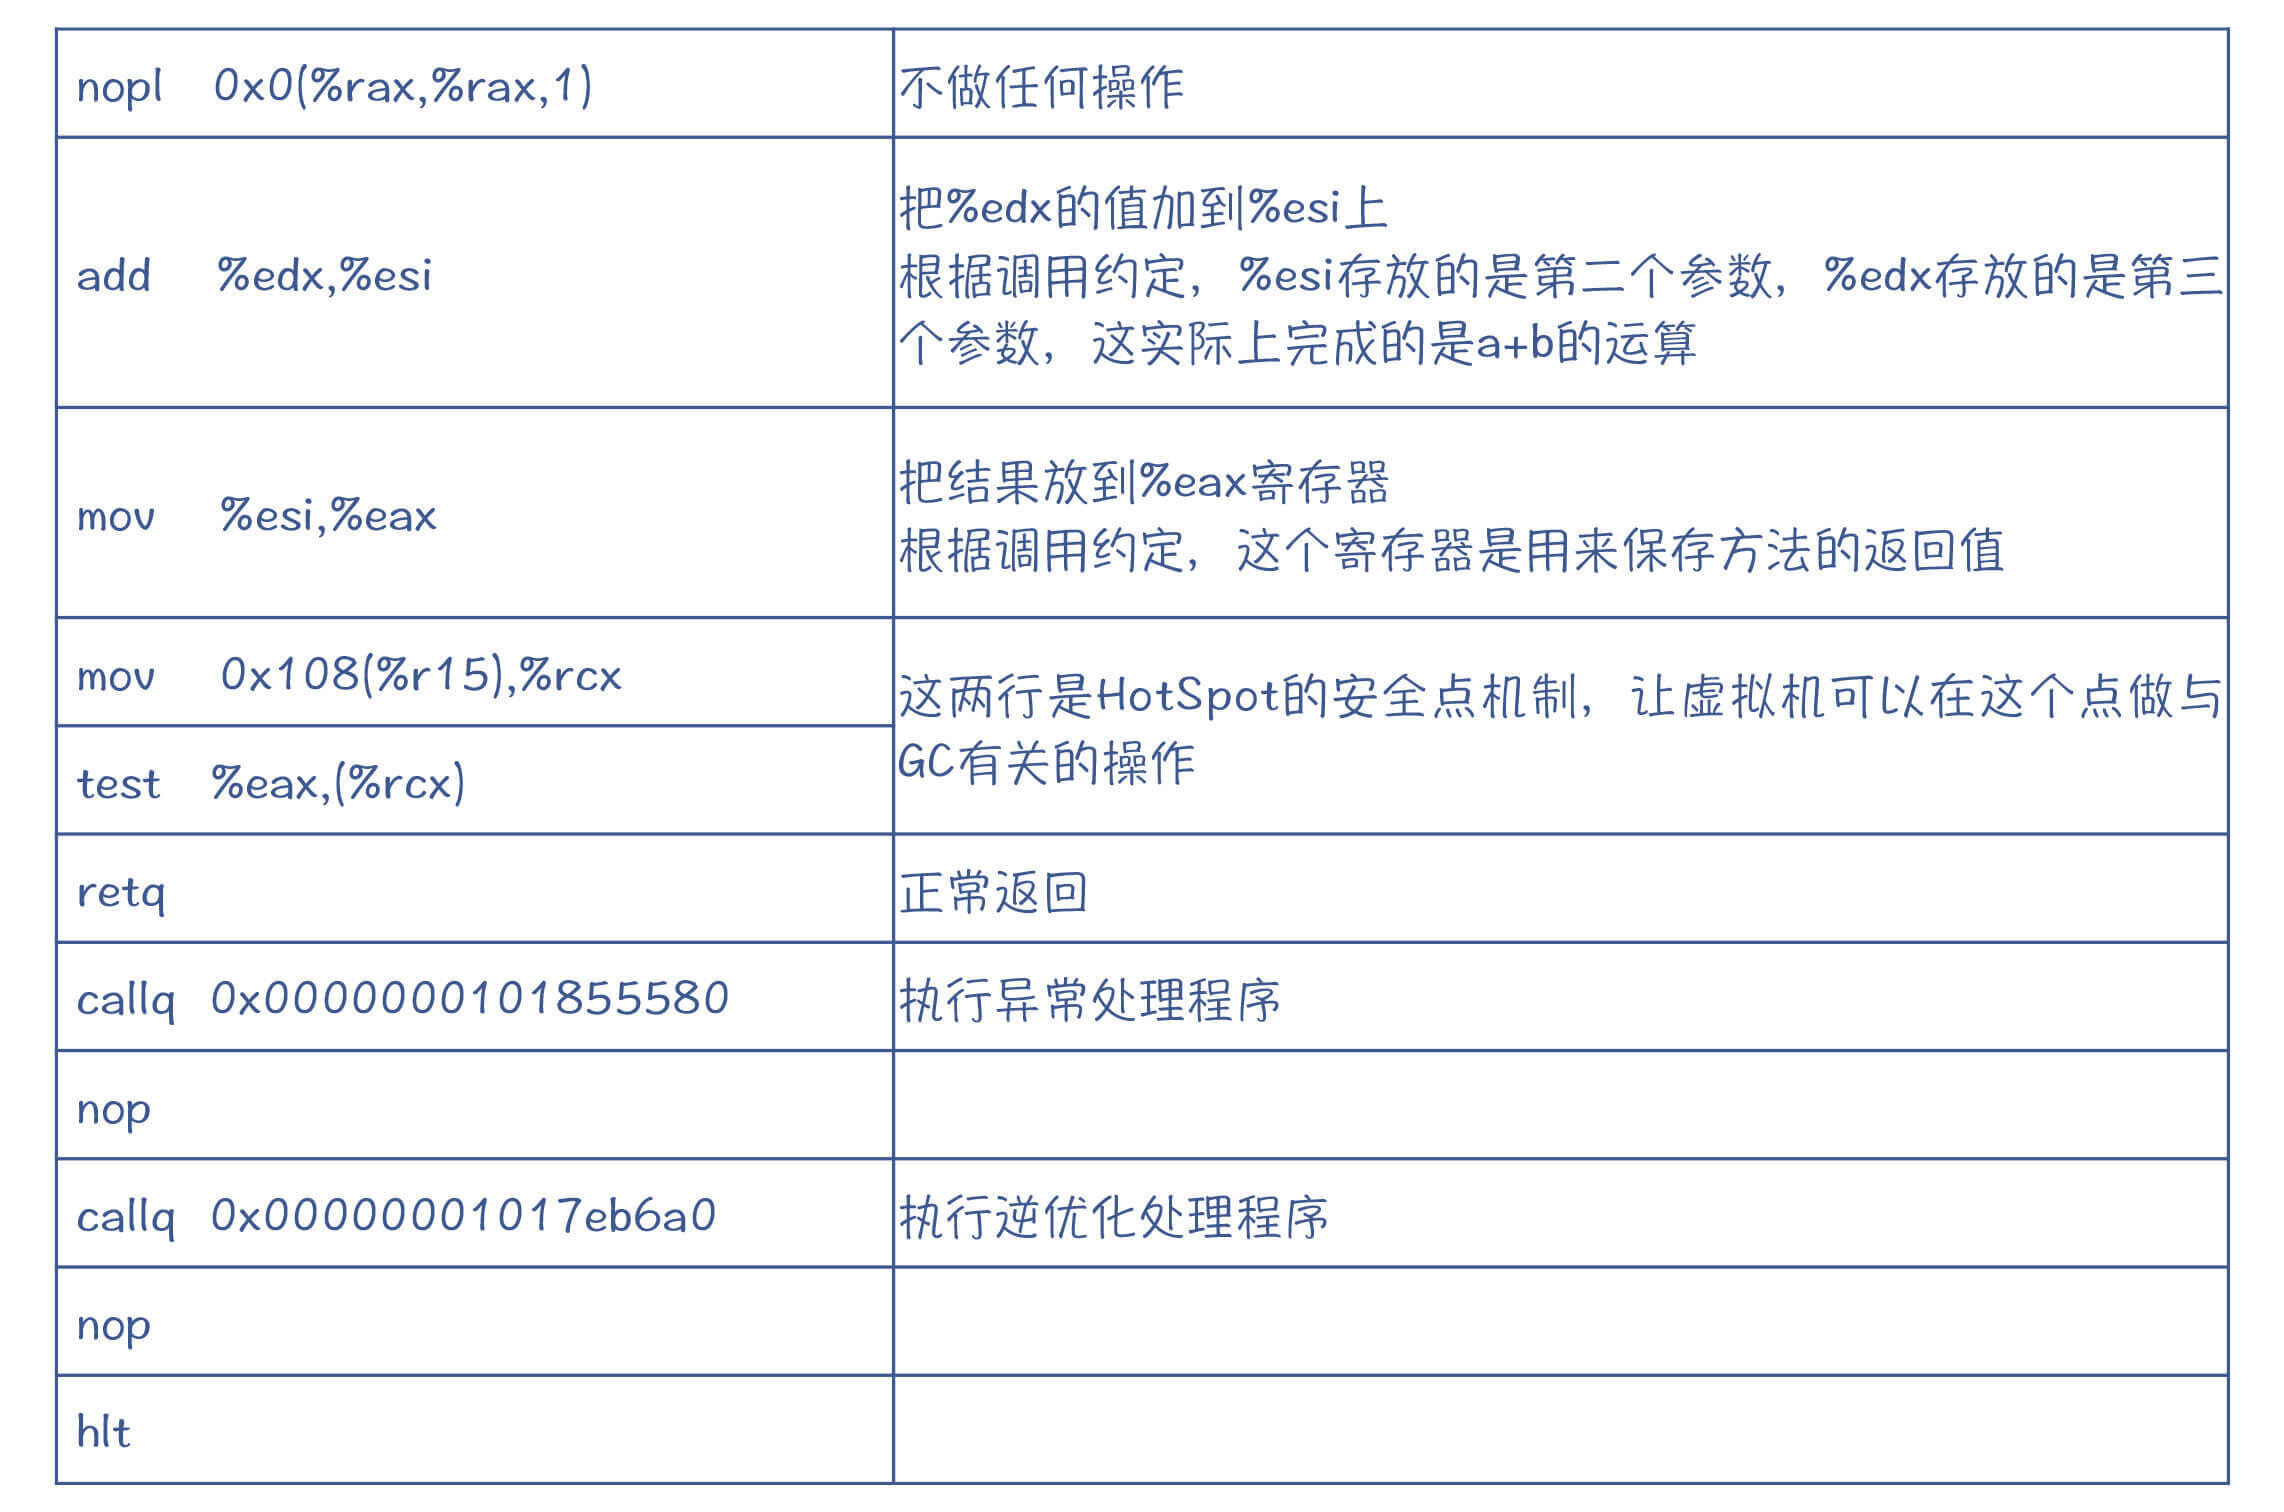 nopl 0x0(%rax,%rax,1)
不做任何操作
add %edx,%esi
把%edx的值加到%esi上
根据调用约定，%esi存放的是第二个参数，%edx存放的是第三
个参数，这实际上完成的是a+b的运算
mov %esi,%eax
把结果放到%eax寄存器
根据调用约定，这个寄存器是用来保存方法的返回值
mov 0x108(%r15),%rcx
test %eax,(%rcx)
这两行是HotSpot的安全点机制，让虚拟机可以在这个点做与
GC有关的操作
retq
正常返回
callq 0x0000000101855580
执行异常处理程序
nop
callq 0x00000001017eb6a0
执行逆优化处理程序
nop
hlt